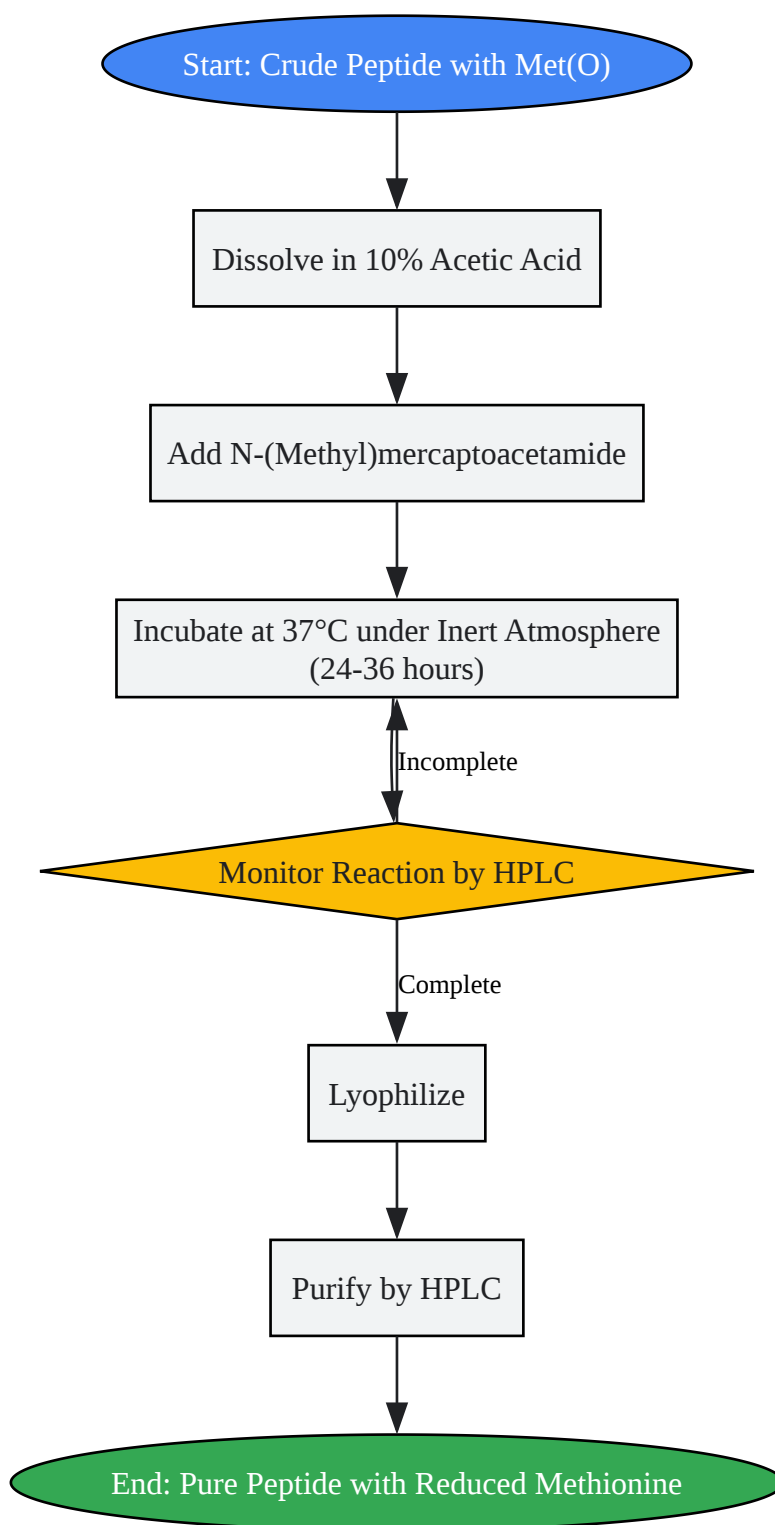 Start: Crude Peptide with Met(O)
Dissolve in 10% Acetic Acid
Add N-(Methyl)mercaptoacetamide
Incubate at 37°C under Inert Atmosphere
(24-36 hours)
Incomplete
Monitor Reaction by HPLC
Complete
Lyophilize
Purify by HPLC
End: Pure Peptide with Reduced Methionine